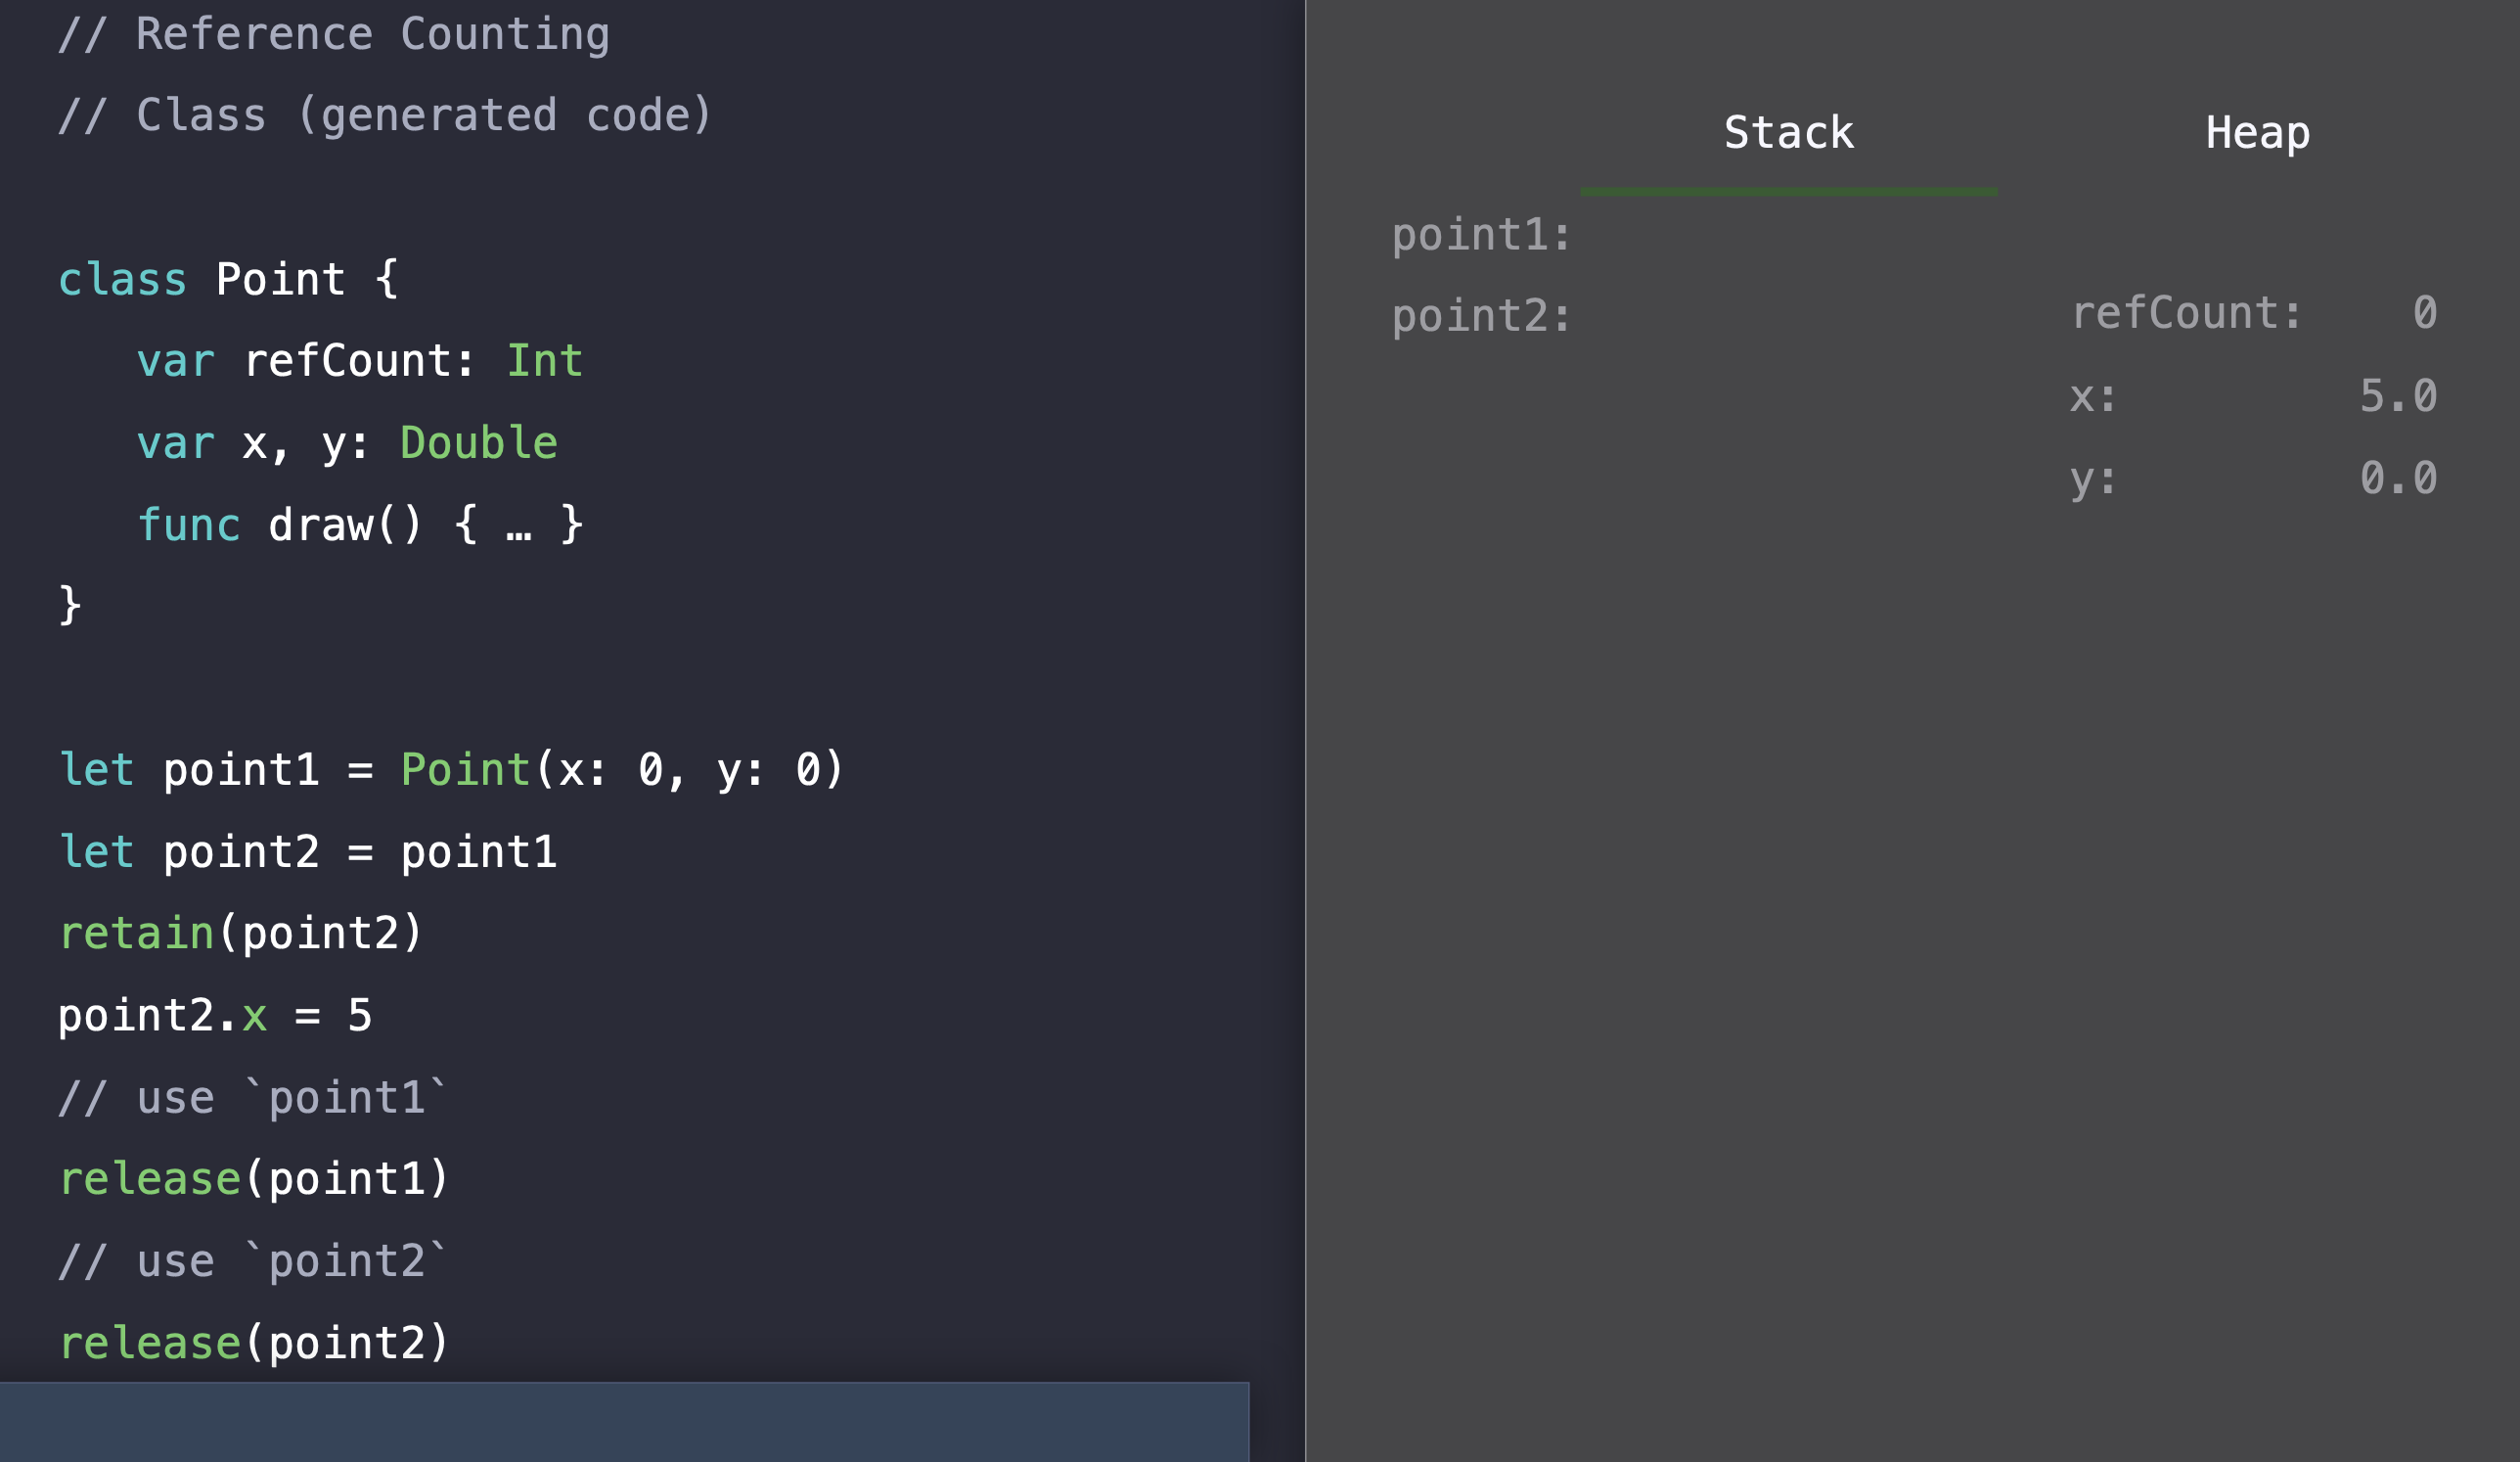 // Reference Counting
// Class (generated code)
class Point {
   var refCount: Int
   var x, y: Double
   func draw() { … }
}
let point1 = Point(x: 0, y: 0)
let point2 = point1
retain(point2)
point2.x = 5
// use `point1`
release(point1)
// use `point2`
release(point2)
Stack Heap
point1:
point2:
refCount: 0
x: 5.0
y: 0.0